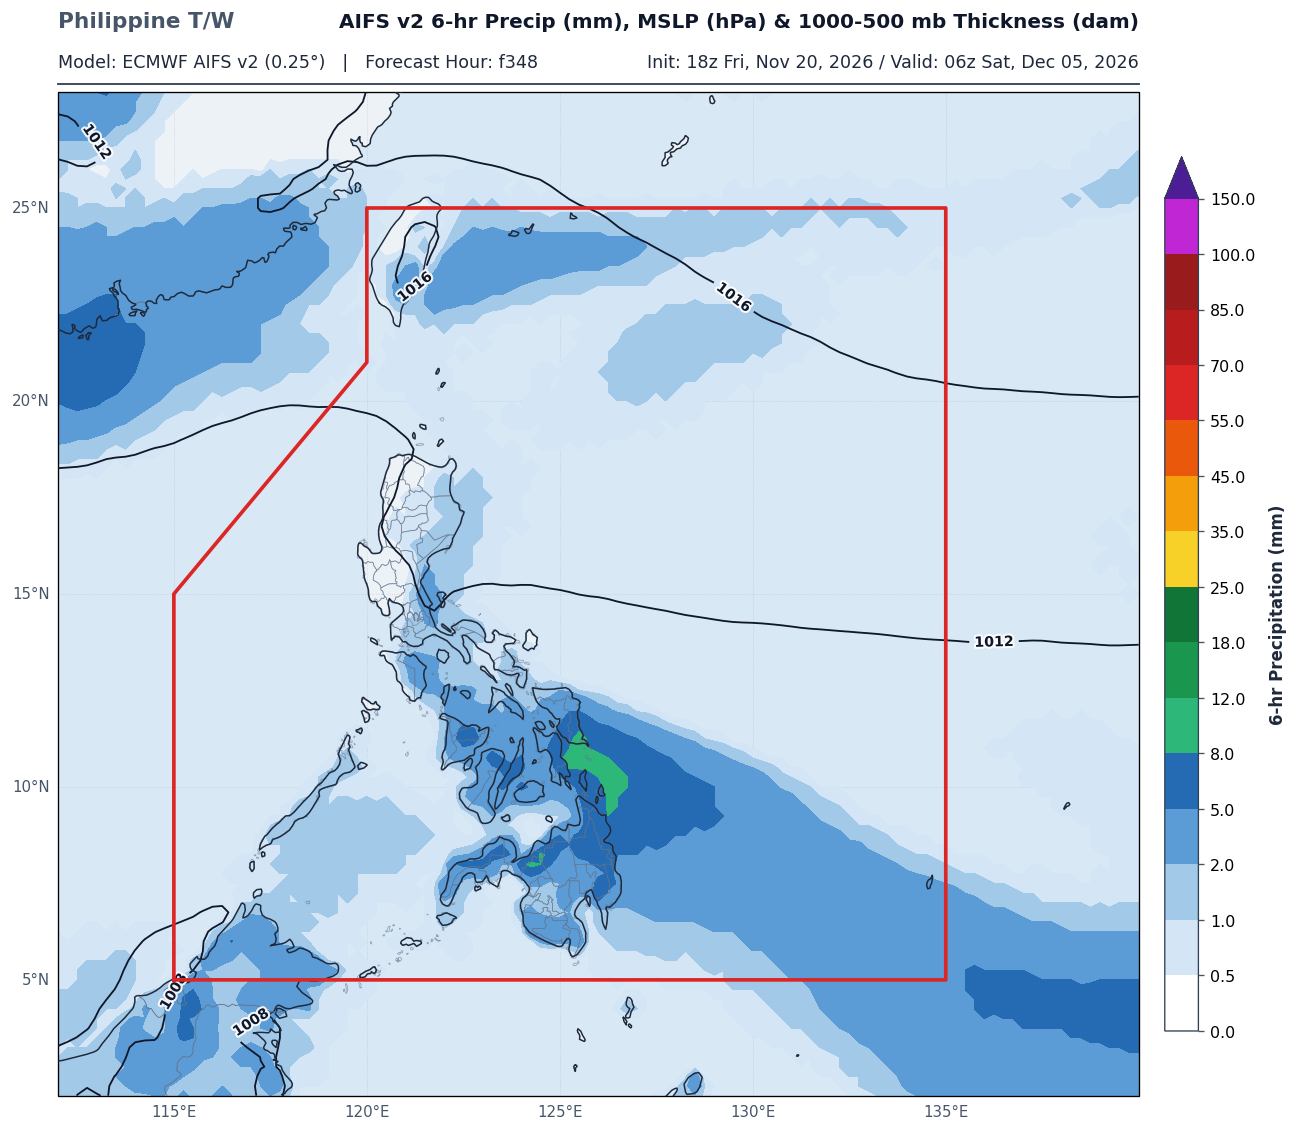 Philippine T/W
AIFS v2 6-hr Precip (mm), MSLP (hPa) & 1000-500 mb Thickness (dam)
Model: ECMWF AIFS v2 (0.25°) | Forecast Hour: f348
Init: 18z Fri, Nov 20, 2026 / Valid: 06z Sat, Dec 05, 2026
1012
25°N
1016
1016
20°N
15°N
1012
10°N
5°N
1008
1008
115°E
120°E
125°E
130°E
135°E
150.0
100.0
85.0
70.0
55.0
45.0
35.0
25.0
18.0
12.0
8.0
5.0
2.0
1.0
0.5
0.0
6-hr Precipitation (mm)